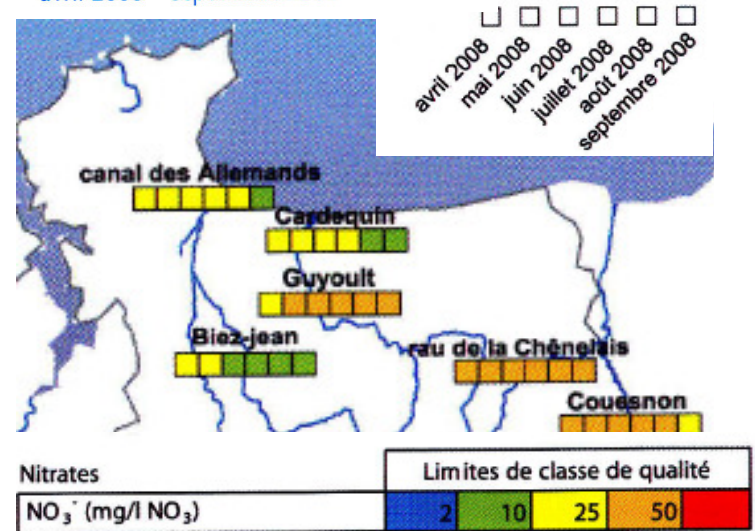 avril 2008
mai 2008
juin 2008
juillet 2008
août 2008
septembre 2008
canal des Allemands
Cardequin
Guyoult
Biez-jean
rau de la Chênelais
Couesnon
Nitrates
Limites de classe de qualité
NO₃⁻ (mg/l NO₃) 2 10 25 50